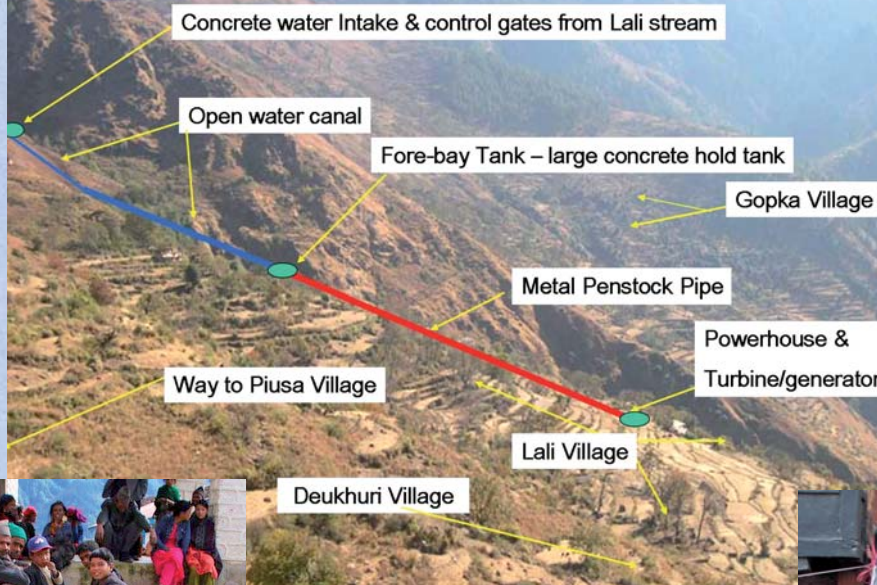 Concrete water Intake & control gates from Lali stream
Open water canal
Fore-bay Tank – large concrete hold tank
Gopka Village
Metal Penstock Pipe
Powerhouse &
Turbine/generator
Way to Piusa Village
Lali Village
Deukhuri Village